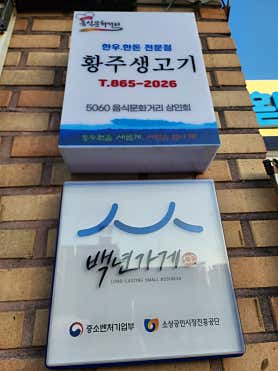 음식문화거리
한우.한돈 전문점
황주생고기
T.865-2026
5060 음식문화거리 상인회
백년가게
LONG-LASTING SMALL BUSINESS
중소벤처기업부
소상공인시장진흥공단